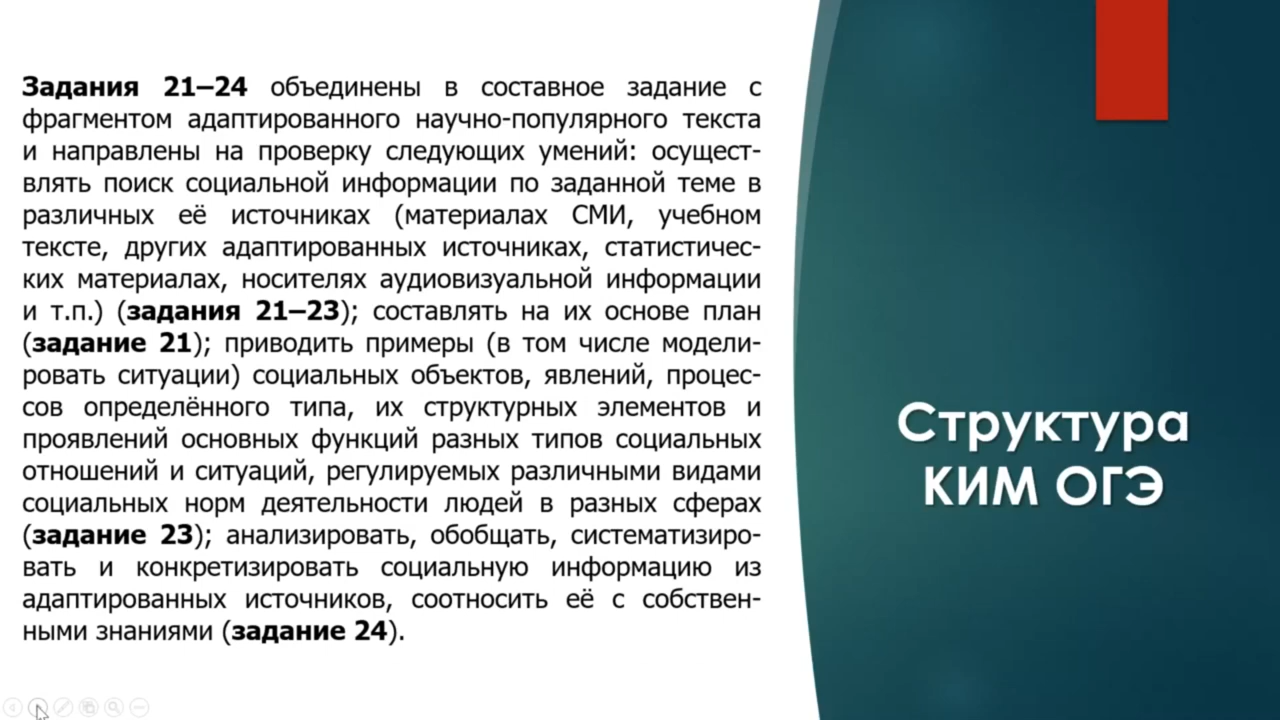 Задания 21–24 объединены в составное задание с
фрагментом адаптированного научно-популярного текста
и направлены на проверку следующих умений: осущест-
влять поиск социальной информации по заданной теме в
различных её источниках (материалах СМИ, учебном
тексте, других адаптированных источниках, статистичес-
ких материалах, носителях аудиовизуальной информации
и т.п.) (задания 21–23); составлять на их основе план
(задание 21); приводить примеры (в том числе модели-
ровать ситуации) социальных объектов, явлений, процес-
сов определённого типа, их структурных элементов и
проявлений основных функций разных типов социальных
отношений и ситуаций, регулируемых различными видами
социальных норм деятельности людей в разных сферах
(задание 23); анализировать, обобщать, систематизиро-
вать и конкретизировать социальную информацию из
адаптированных источников, соотносить её с собствен-
ными знаниями (задание 24).
Структура
КИМ ОГЭ